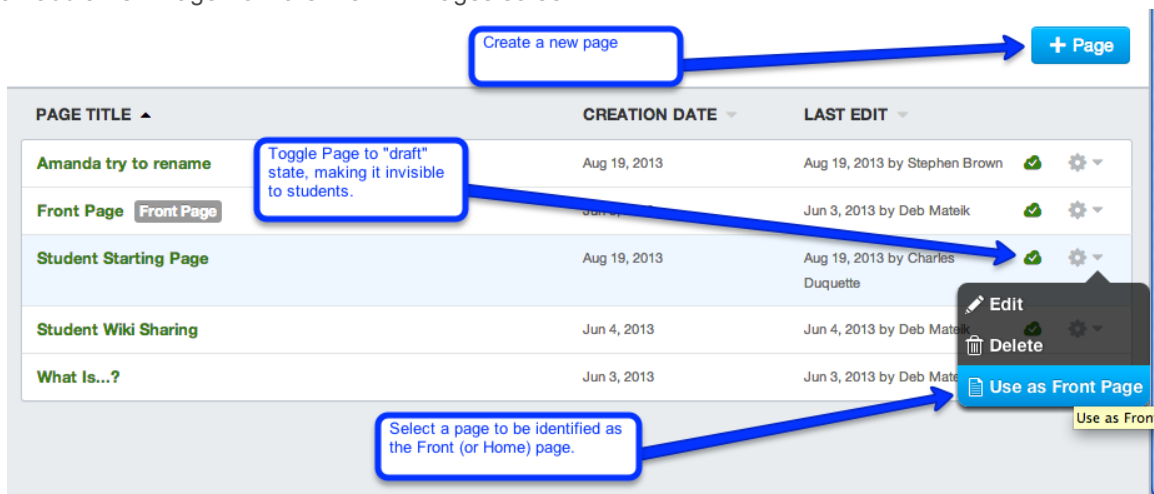 Create a new page
+ Page
PAGE TITLE
CREATION DATE
LAST EDIT
Toggle Page to "draft"
state, making it invisible
to students.
Amanda try to rename
Aug 19, 2013
Aug 19, 2013 by Stephen Brown
Front Page Front Page
Jun 3, 2013 by Deb Mateik
Student Starting Page
Aug 19, 2013
Aug 19, 2013 by Charles
Duquette
Edit
Student Wiki Sharing
Jun 4, 2013
Jun 4, 2013 by Deb Mateik
Delete
What Is...?
Jun 3, 2013
Jun 3, 2013 by Deb Mate
Use as Front Page
Use as Fron
Select a page to be identified as
the Front (or Home) page.